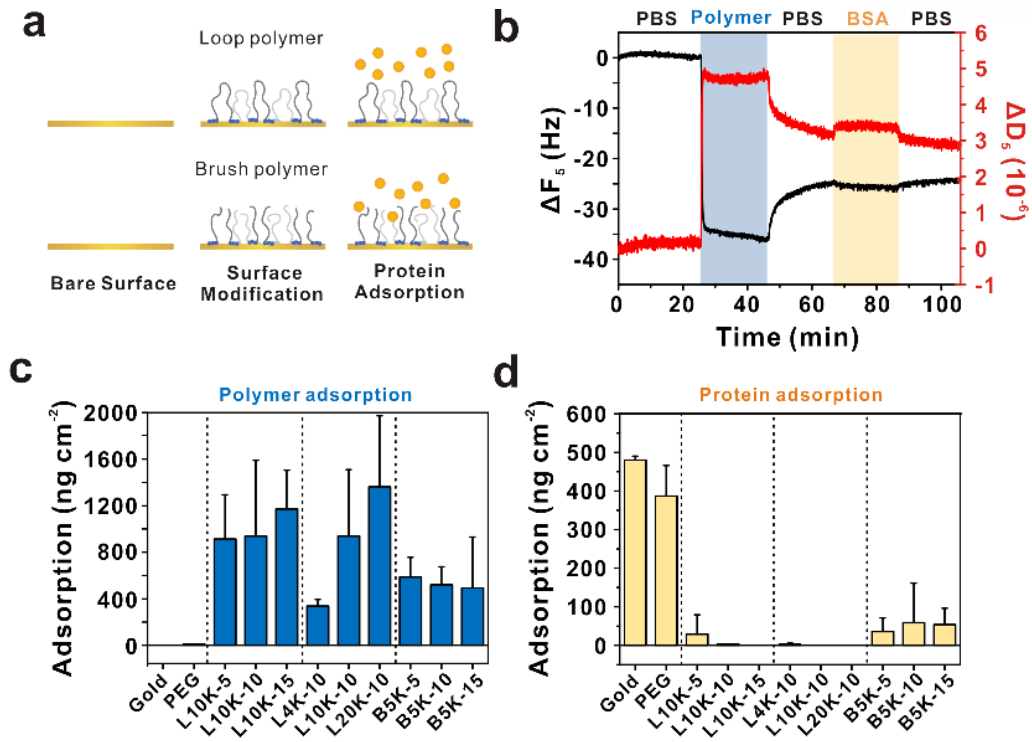 a
Loop polymer
Brush polymer
Bare Surface
Surface
Modification
Protein
Adsorption
b
PBS Polymer PBS BSA PBS
ΔF5 (Hz)
0
-10
-20
-30
-40
ΔD5 (10-6)
6
5
4
3
2
1
0
-1
0 20 40 60 80 100
Time (min)
c
Polymer adsorption
Adsorption (ng cm-2)
2000
1600
1200
800
400
0
Gold PEG L10K-5 L10K-10 L10K-15 L4K-10 L10K-10 L20K-10 B5K-5 B5K-10 B5K-15
d
Protein adsorption
Adsorption (ng cm-2)
600
500
400
300
200
100
0
Gold PEG L10K-5 L10K-10 L10K-15 L4K-10 L10K-10 L20K-10 B5K-5 B5K-10 B5K-15